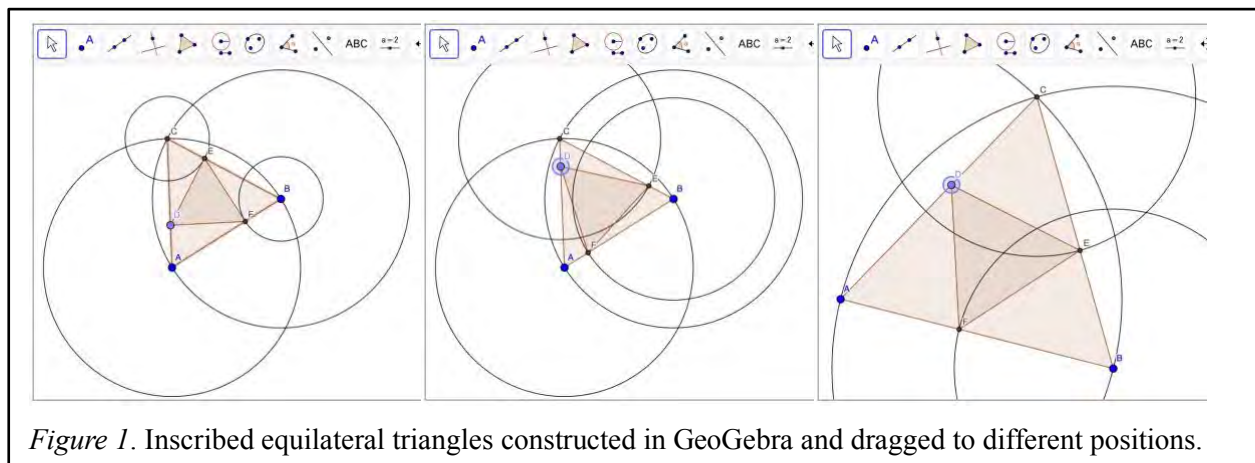 A ABC a=2
A ABC a=2
A ABC a=2
C E B D F A
C D E B F A
C D E A F B
Figure 1. Inscribed equilateral triangles constructed in GeoGebra and dragged to different positions.